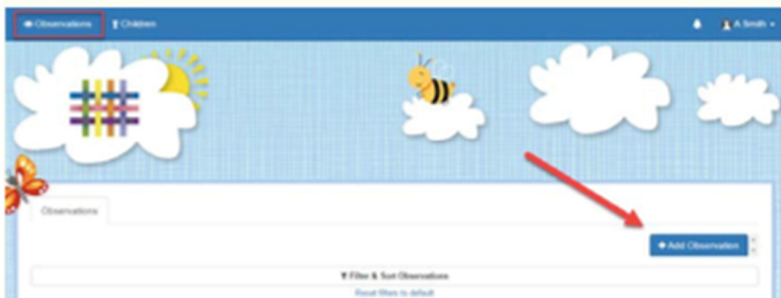 Observations Children A Smith
Observations
+ Add Observation
Filter & Sort Observations
Reset filters to default